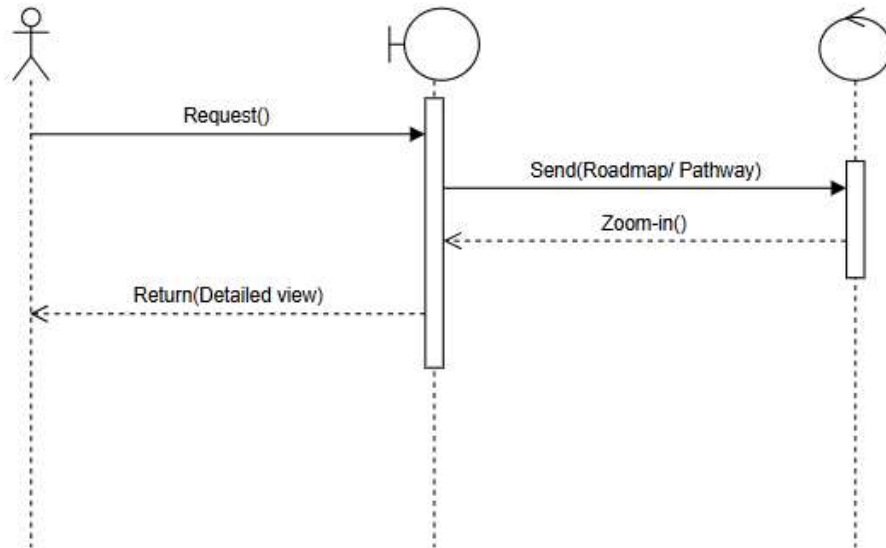 Request()
Send(Roadmap/ Pathway)
Zoom-in()
Return(Detailed view)